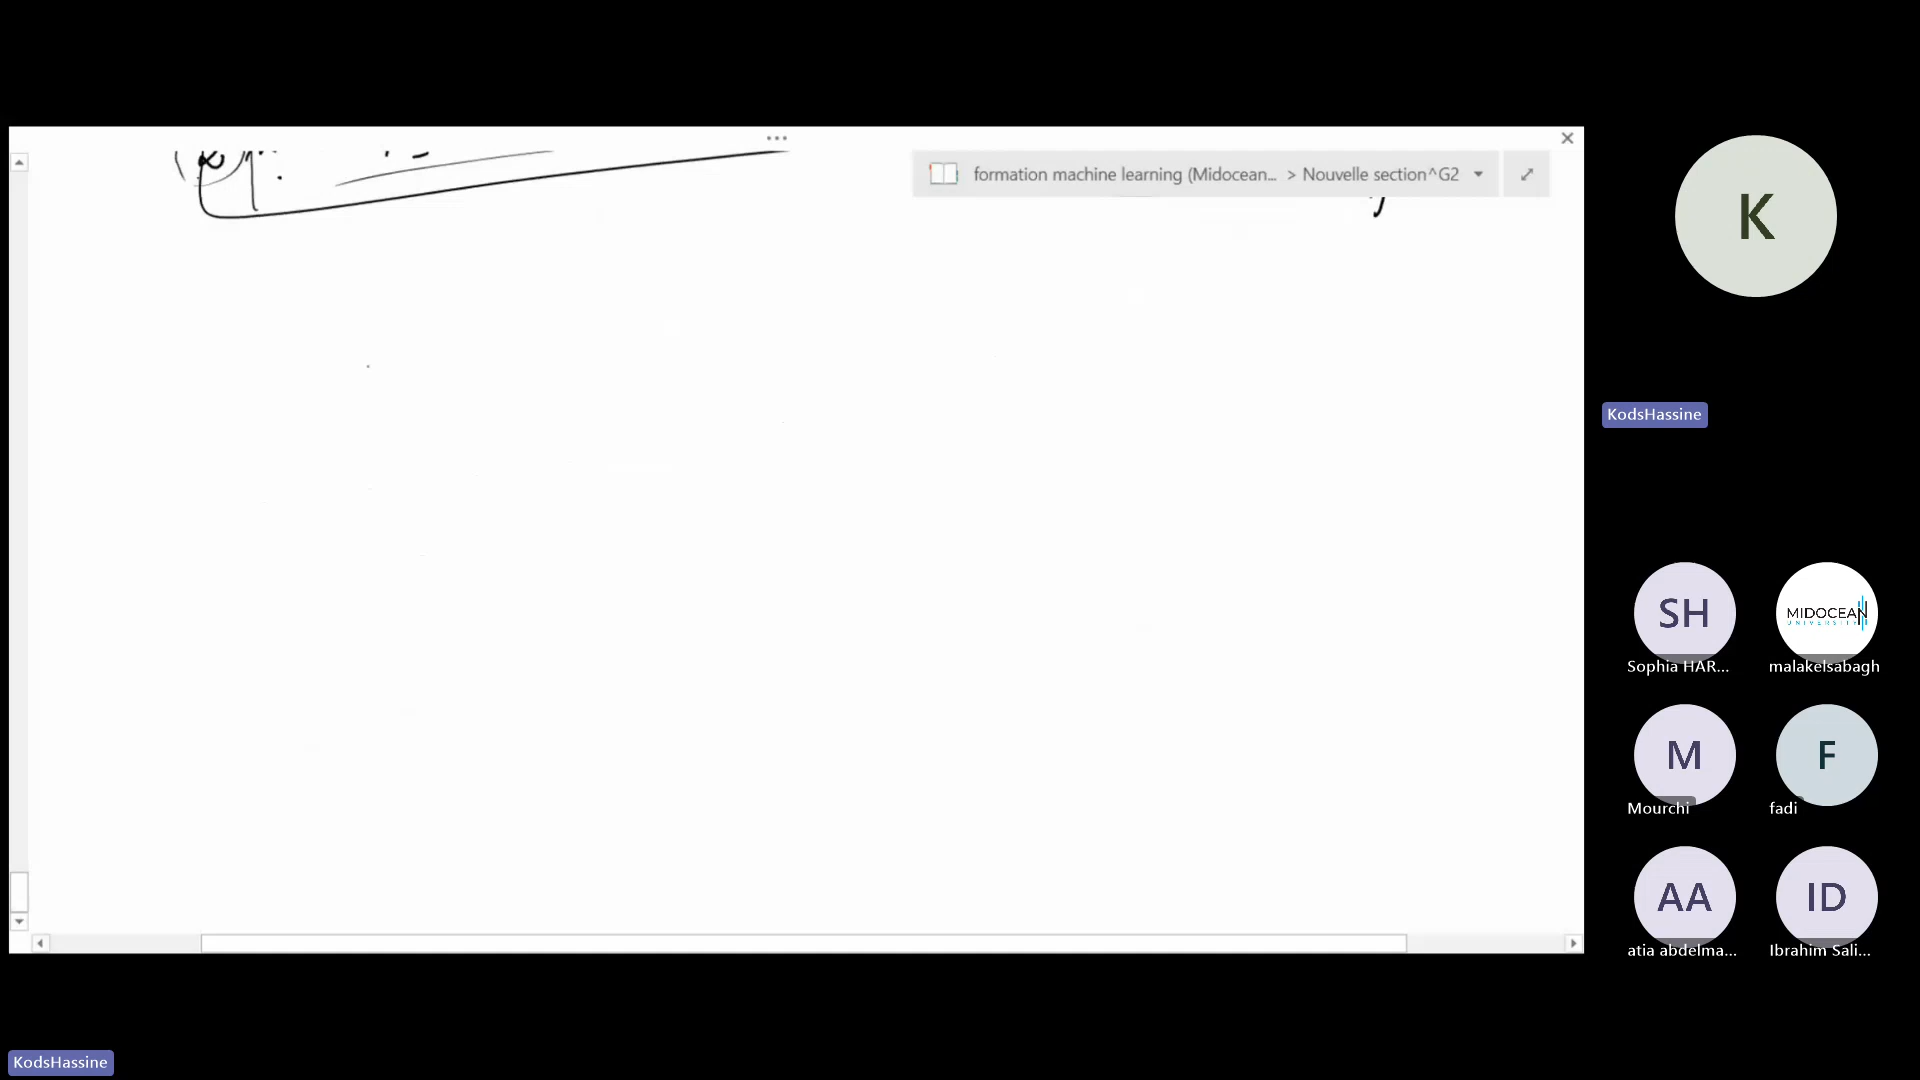 formation machine learning (Midocean... > Nouvelle section^G2
K
KodsHassine
SH
Sophia HAR...
MIDOCEAN
UNIVERSITY
malakelsabagh
M
Mourchi
F
fadi
AA
atia abdelma...
ID
Ibrahim Sali...
KodsHassine